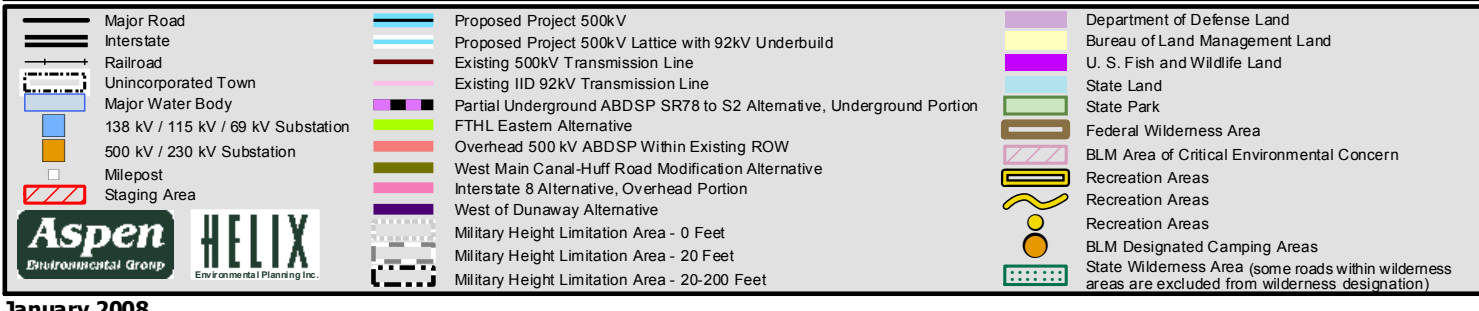 Major Road
Interstate
Railroad
Unincorporated Town
Major Water Body
138 kV / 115 kV / 69 kV Substation
500 kV / 230 kV Substation
Milepost
Staging Area
Aspen
Environmental Group
HELIX
Environmental Planning Inc.
Proposed Project 500kV
Proposed Project 500kV Lattice with 92kV Underbuild
Existing 500kV Transmission Line
Existing IID 92kV Transmission Line
Partial Underground ABDSP SR78 to S2 Alternative, Underground Portion
FTHL Eastern Alternative
Overhead 500 kV ABDSP Within Existing ROW
West Main Canal-Huff Road Modification Alternative
Interstate 8 Alternative, Overhead Portion
West of Dunaway Alternative
Military Height Limitation Area - 0 Feet
Military Height Limitation Area - 20 Feet
Military Height Limitation Area - 20-200 Feet
Department of Defense Land
Bureau of Land Management Land
U. S. Fish and Wildlife Land
State Land
State Park
Federal Wilderness Area
BLM Area of Critical Environmental Concern
Recreation Areas
Recreation Areas
Recreation Areas
BLM Designated Camping Areas
State Wilderness Area (some roads within wilderness
areas are excluded from wilderness designation)
January 2008